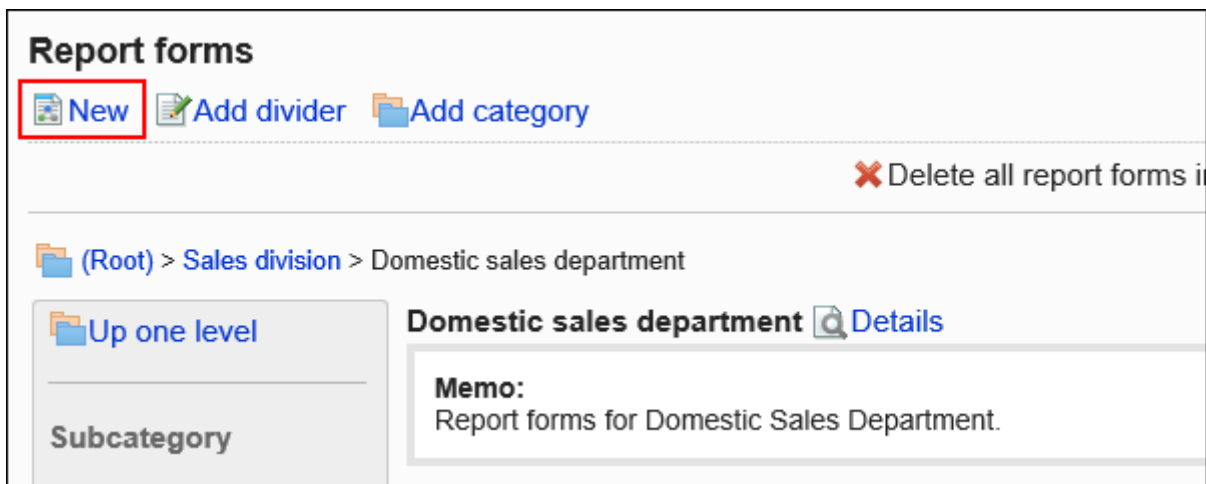 Report forms
New Add divider Add category
Delete all report forms
(Root) > Sales division > Domestic sales department
Up one level
Domestic sales department Details
Memo:
Report forms for Domestic Sales Department.
Subcategory